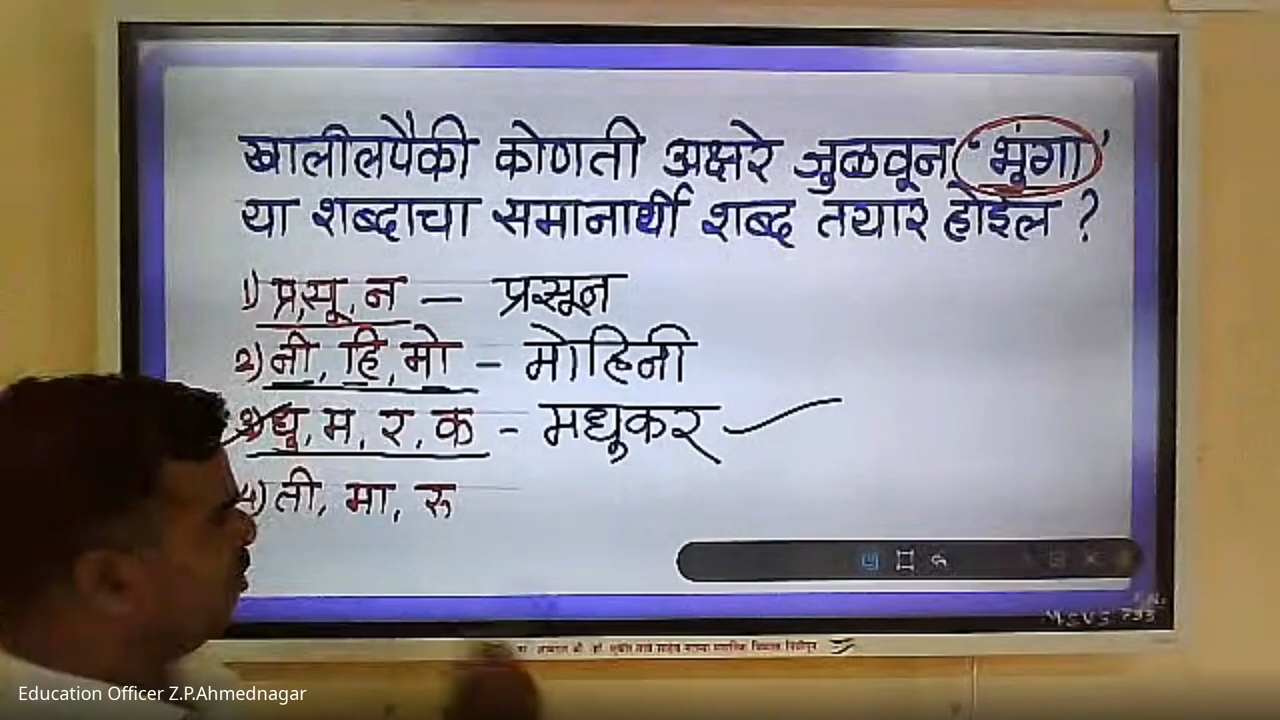 खालीलपैकी कोणती अक्षरे जुळवून 'भूंगा'
या शब्दाचा समानार्थी शब्द तयार होईल ?
1) प्र, सू, न — प्रसून
2) नी, हि, मो - मोहिनी
3) धु, म, र, क - मधुकर
4) ती, मा, रु
Education Officer Z.P.Ahmednagar